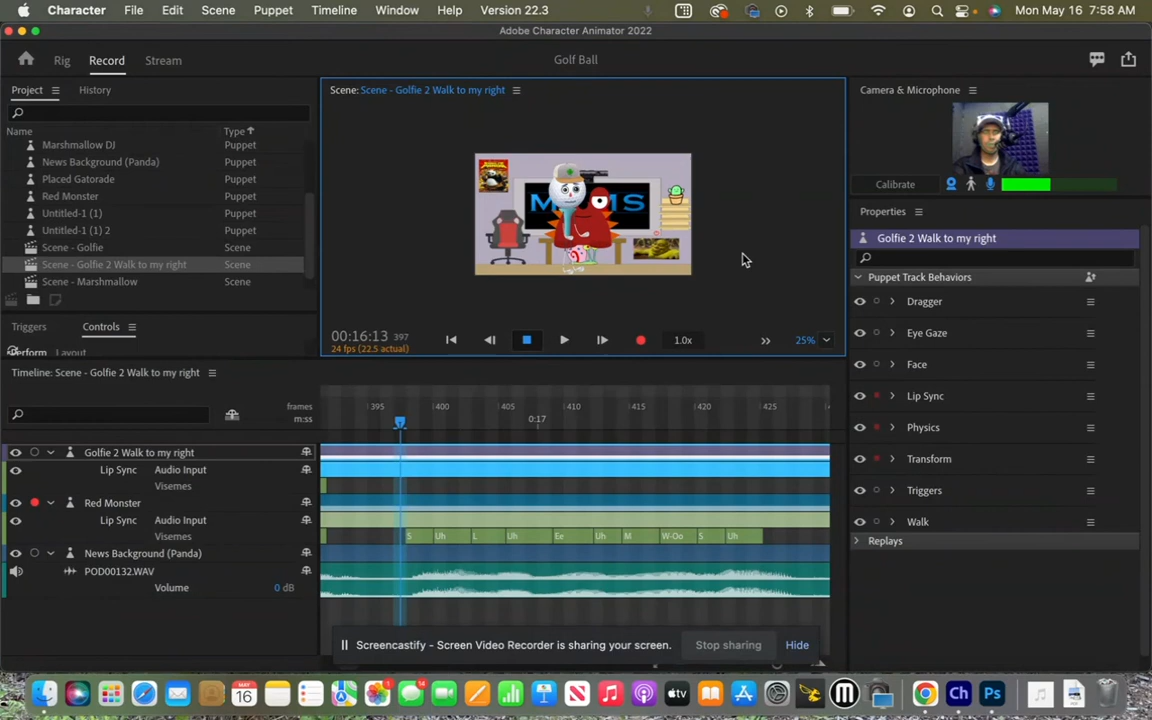 Character File Edit Scene Puppet Timeline Window Help Version 22.3 Mon May 16 7:58 AM
Adobe Character Animator 2022
Rig Record Stream Golf Ball
Project History
Scene: Scene - Golfie 2 Walk to my right
Camera & Microphone
Name Type
Marshmallow DJ Puppet
News Background (Panda) Puppet
Placed Gatorade Puppet
Red Monster Puppet
Untitled-1 (1) Puppet
Untitled-1 (1) 2 Puppet
Scene - Golfie Scene
Scene - Golfie 2 Walk to my right Scene
Scene - Marshmallow Scene
Calibrate
Properties
Golfie 2 Walk to my right
Puppet Track Behaviors
Dragger
Eye Gaze
Face
Lip Sync
Physics
Transform
Triggers
Walk
Replays
Triggers Controls
Perform Layout
00:16:13 397
24 fps (22.5 actual)
1.0x
25%
Timeline: Scene - Golfie 2 Walk to my right
frames 395 400 405 410 415 420 425
m:ss 0:17
Golfie 2 Walk to my right
Lip Sync Audio Input
Visemes
Red Monster
Lip Sync Audio Input
Visemes S Uh L Uh Ee Uh M W-Oo S Uh
News Background (Panda)
POD00132.WAV
Volume 0 dB
Screencastify - Screen Video Recorder is sharing your screen. Stop sharing Hide
MAY
16
14
Ch
Ps